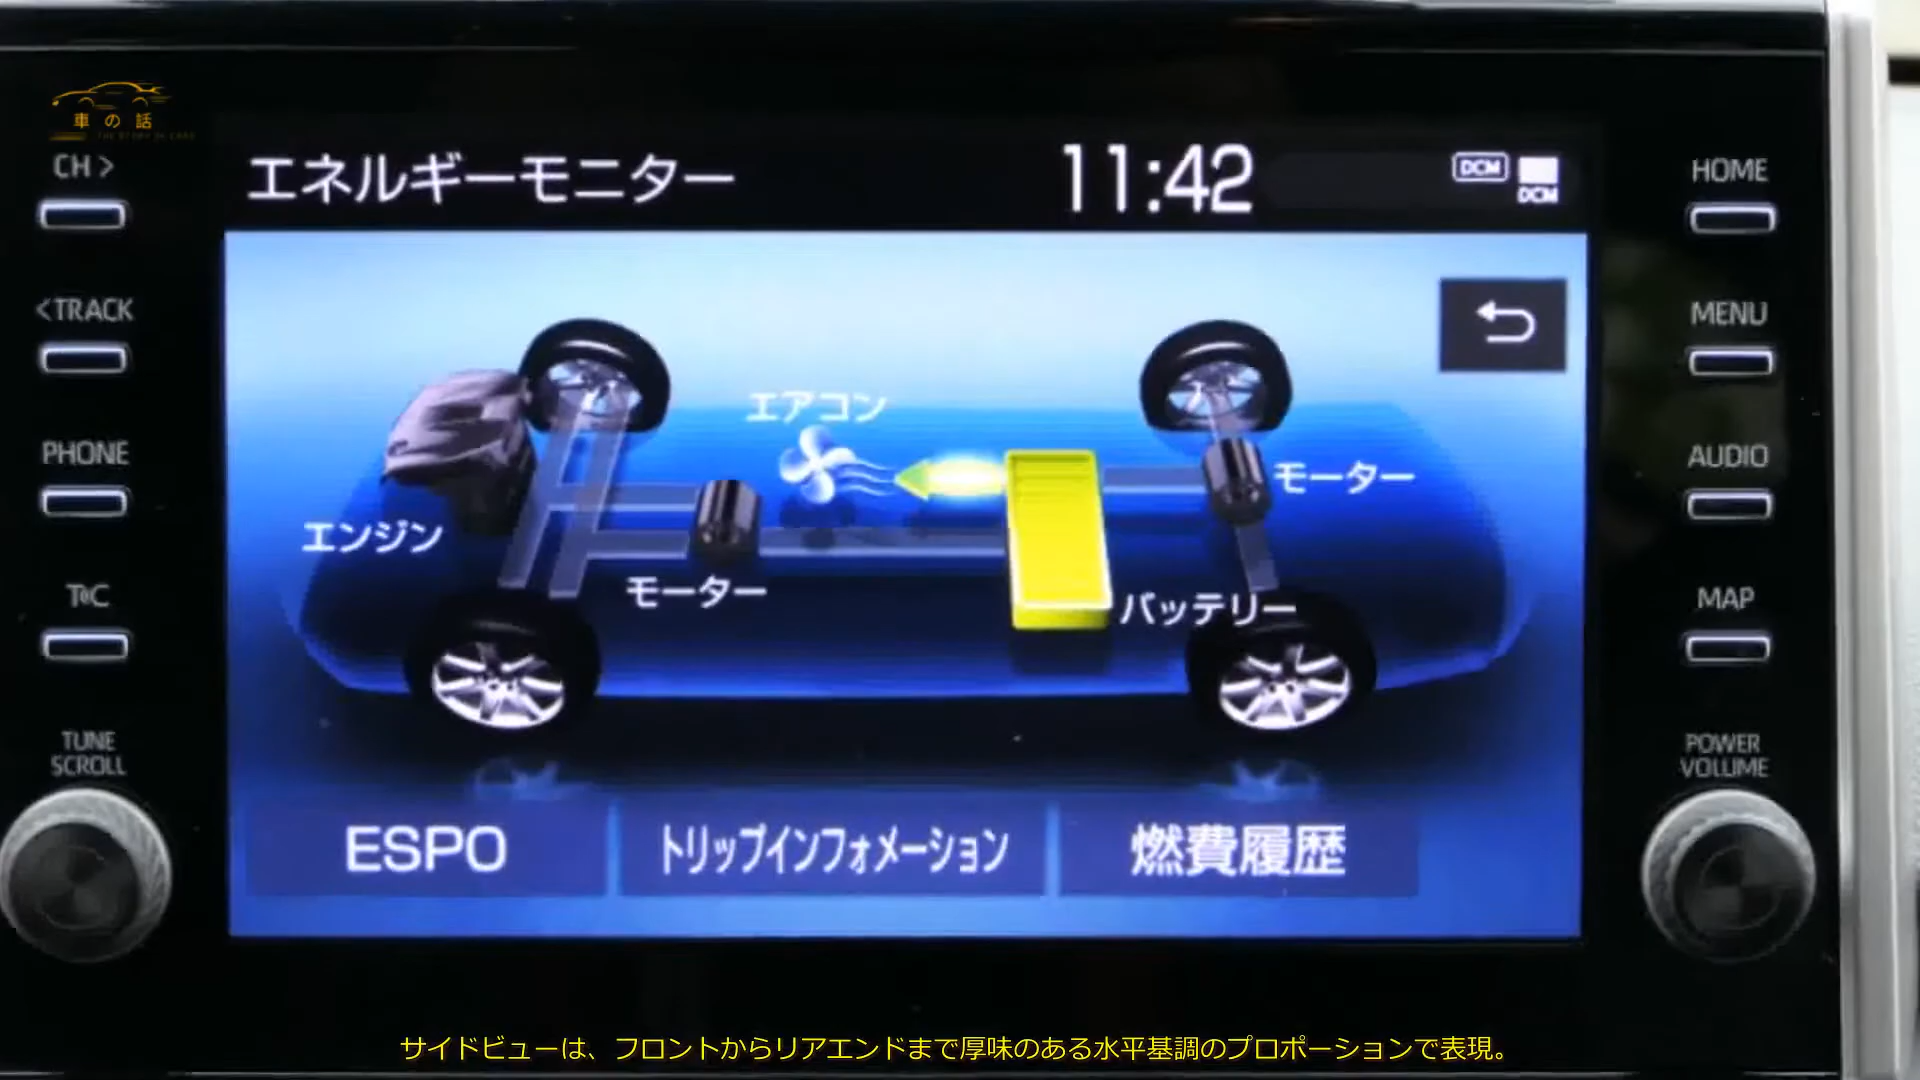 車の話
THE STORY OF CARS
CH >
<TRACK
PHONE
TUNE
SCROLL
エネルギーモニター
11:42
DCM
DCM
エアコン
モーター
エンジン
モーター
バッテリー
ESPO
トリップインフォメーション
燃費履歴
HOME
MENU
AUDIO
MAP
POWER
VOLUME
サイドビューは、フロントからリアエンドまで厚味のある水平基調のプロポーションで表現。